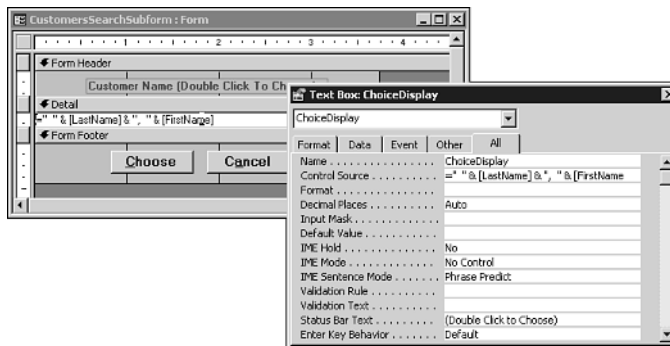 CustomersSearchSubform : Form
1 2 3 4
Form Header
Customer Name (Double Click To
Detail
=" "& [LastName] & ", "& [FirstName]
Form Footer
Choose Cancel
Text Box: ChoiceDisplay
ChoiceDisplay
Format Data Event Other All
Name . . . . . . . . . . . . . . . . ChoiceDisplay
Control Source . . . . . . . . . . =" "& [LastName] & ", "& [FirstName
Format . . . . . . . . . . . . . . .
Decimal Places . . . . . . . . . . Auto
Input Mask . . . . . . . . . . . . .
Default Value . . . . . . . . . . .
IME Hold . . . . . . . . . . . . . . No
IME Mode . . . . . . . . . . . . . No Control
IME Sentence Mode . . . . . . . Phrase Predict
Validation Rule . . . . . . . . . .
Validation Text . . . . . . . . . .
Status Bar Text . . . . . . . . . (Double Click to Choose)
Enter Key Behavior . . . . . . . Default